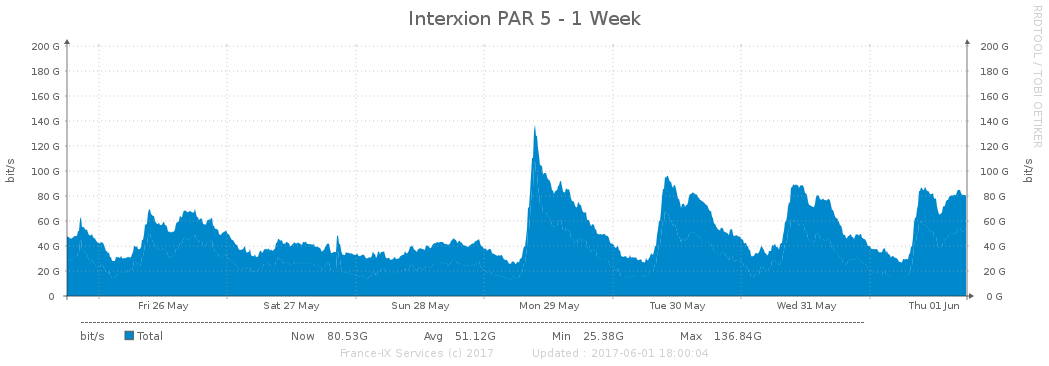 Interxion PAR 5 - 1 Week
RRDTOOL / TOBI OETIKER
bit/s
200 G
180 G
160 G
140 G
120 G
100 G
80 G
60 G
40 G
20 G
0
200 G
180 G
160 G
140 G
120 G
100 G
80 G
60 G
40 G
20 G
0 G
bit/s
Fri 26 May Sat 27 May Sun 28 May Mon 29 May Tue 30 May Wed 31 May Thu 01 Jun
bit/s Total Now 80.53G Avg 51.12G Min 25.38G Max 136.84G
France-IX Services (c) 2017 Updated : 2017-06-01 18:00:04